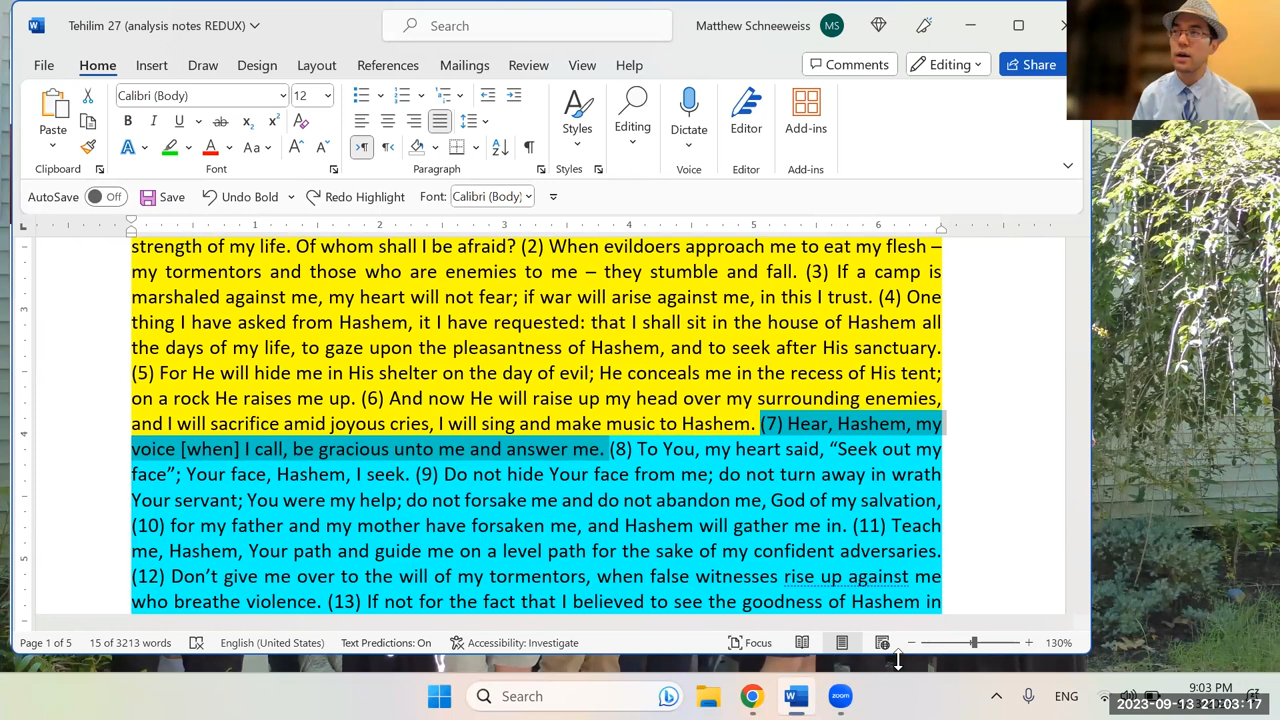 Tehilim 27 (analysis notes REDUX)
Search
Matthew Schneeweiss
MS
File Home Insert Draw Design Layout References Mailings Review View Help
Comments
Editing
Share
Paste
Calibri (Body)
12
Styles
Editing
Dictate
Editor
Add-ins
Clipboard
Font
Paragraph
Styles
Voice
Editor
Add-ins
AutoSave Off Save Undo Bold Redo Highlight Font: Calibri (Body)
1 2 3 4 5 6
strength of my life. Of whom shall I be afraid? (2) When evildoers approach me to eat my flesh –
my tormentors and those who are enemies to me – they stumble and fall. (3) If a camp is
marshaled against me, my heart will not fear; if war will arise against me, in this I trust. (4) One
thing I have asked from Hashem, it I have requested: that I shall sit in the house of Hashem all
the days of my life, to gaze upon the pleasantness of Hashem, and to seek after His sanctuary.
(5) For He will hide me in His shelter on the day of evil; He conceals me in the recess of His tent;
on a rock He raises me up. (6) And now He will raise up my head over my surrounding enemies,
and I will sacrifice amid joyous cries, I will sing and make music to Hashem. (7) Hear, Hashem, my
voice [when] I call, be gracious unto me and answer me. (8) To You, my heart said, “Seek out my
face”; Your face, Hashem, I seek. (9) Do not hide Your face from me; do not turn away in wrath
Your servant; You were my help; do not forsake me and do not abandon me, God of my salvation,
(10) for my father and my mother have forsaken me, and Hashem will gather me in. (11) Teach
me, Hashem, Your path and guide me on a level path for the sake of my confident adversaries.
(12) Don’t give me over to the will of my tormentors, when false witnesses rise up against me
who breathe violence. (13) If not for the fact that I believed to see the goodness of Hashem in
3
4
5
Page 1 of 5
15 of 3213 words
English (United States)
Text Predictions: On
Accessibility: Investigate
Focus
130%
Search
zoom
ENG
9:03 PM
2023-09-13 21:03:17